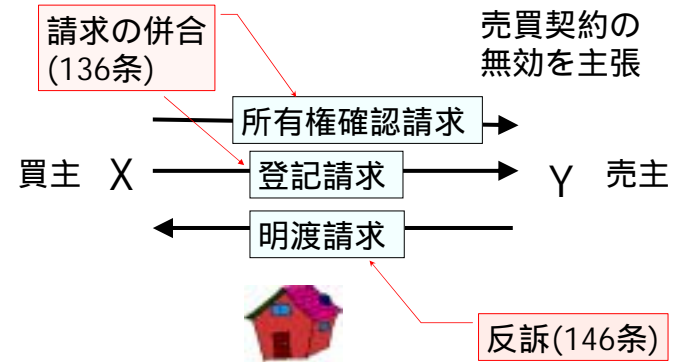 請求の併合
(136条)
売買契約の
無効を主張
所有権確認請求
買主 X
登記請求
Y 売主
明渡請求
反訴(146条)